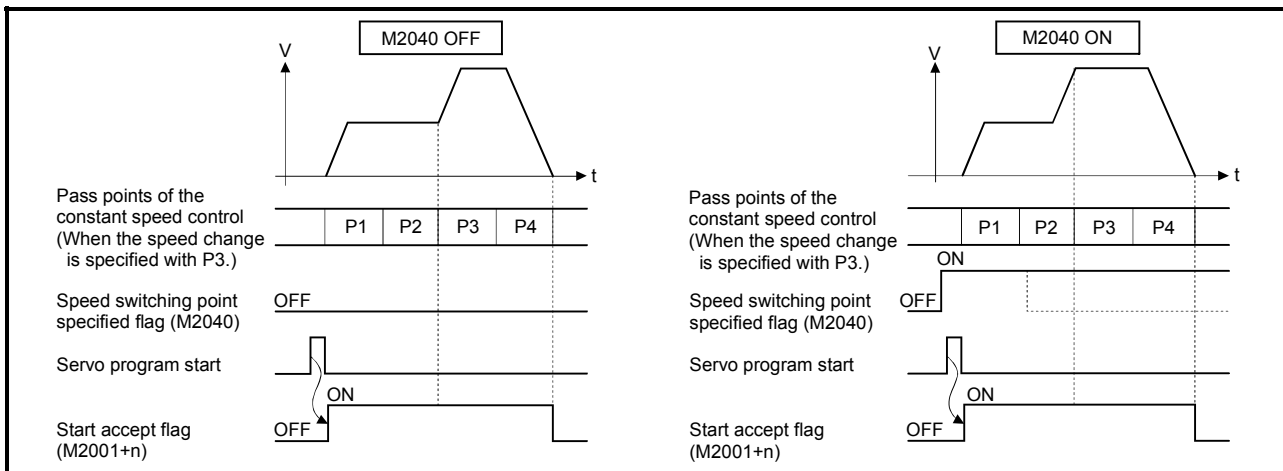 M2040 OFF
V
t
Pass points of the
constant speed control
(When the speed change
is specified with P3.)
P1 P2 P3 P4
Speed switching point
specified flag (M2040)
OFF
Servo program start
ON
Start accept flag
(M2001+n)
OFF
M2040 ON
V
t
Pass points of the
constant speed control
(When the speed change
is specified with P3.)
P1 P2 P3 P4
ON
Speed switching point
specified flag (M2040)
OFF
Servo program start
ON
Start accept flag
(M2001+n)
OFF